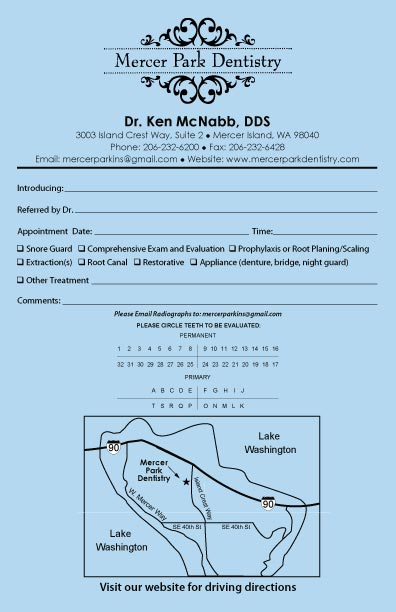 Mercer Park Dentistry
Dr. Ken McNabb, DDS
3003 Island Crest Way, Suite 2 • Mercer Island, WA 98040
Phone: 206-232-6200 • Fax: 206-232-6428
Email: mercerparkins@gmail.com • Website: www.mercerparkdentistry.com
Introducing:
Referred by Dr.
Appointment Date: Time:
❑ Snore Guard ❑ Comprehensive Exam and Evaluation ❑ Prophylaxis or Root Planing/Scaling
❑ Extraction(s) ❑ Root Canal ❑ Restorative ❑ Appliance (denture, bridge, night guard)
❑ Other Treatment
Comments:
Please Email Radiographs to: mercerparkins@gmail.com
PLEASE CIRCLE TEETH TO BE EVALUATED:
PERMANENT
1 2 3 4 5 6 7 8 9 10 11 12 13 14 15 16
32 31 30 29 28 27 26 25 24 23 22 21 20 19 18 17
PRIMARY
A B C D E F G H I J
T S R Q P O N M L K
Lake
Washington
90
Mercer
Park
Dentistry
Island Crest Way
90
W. Mercer Way
SE 40th St SE 40th St
Lake
Washington
Visit our website for driving directions